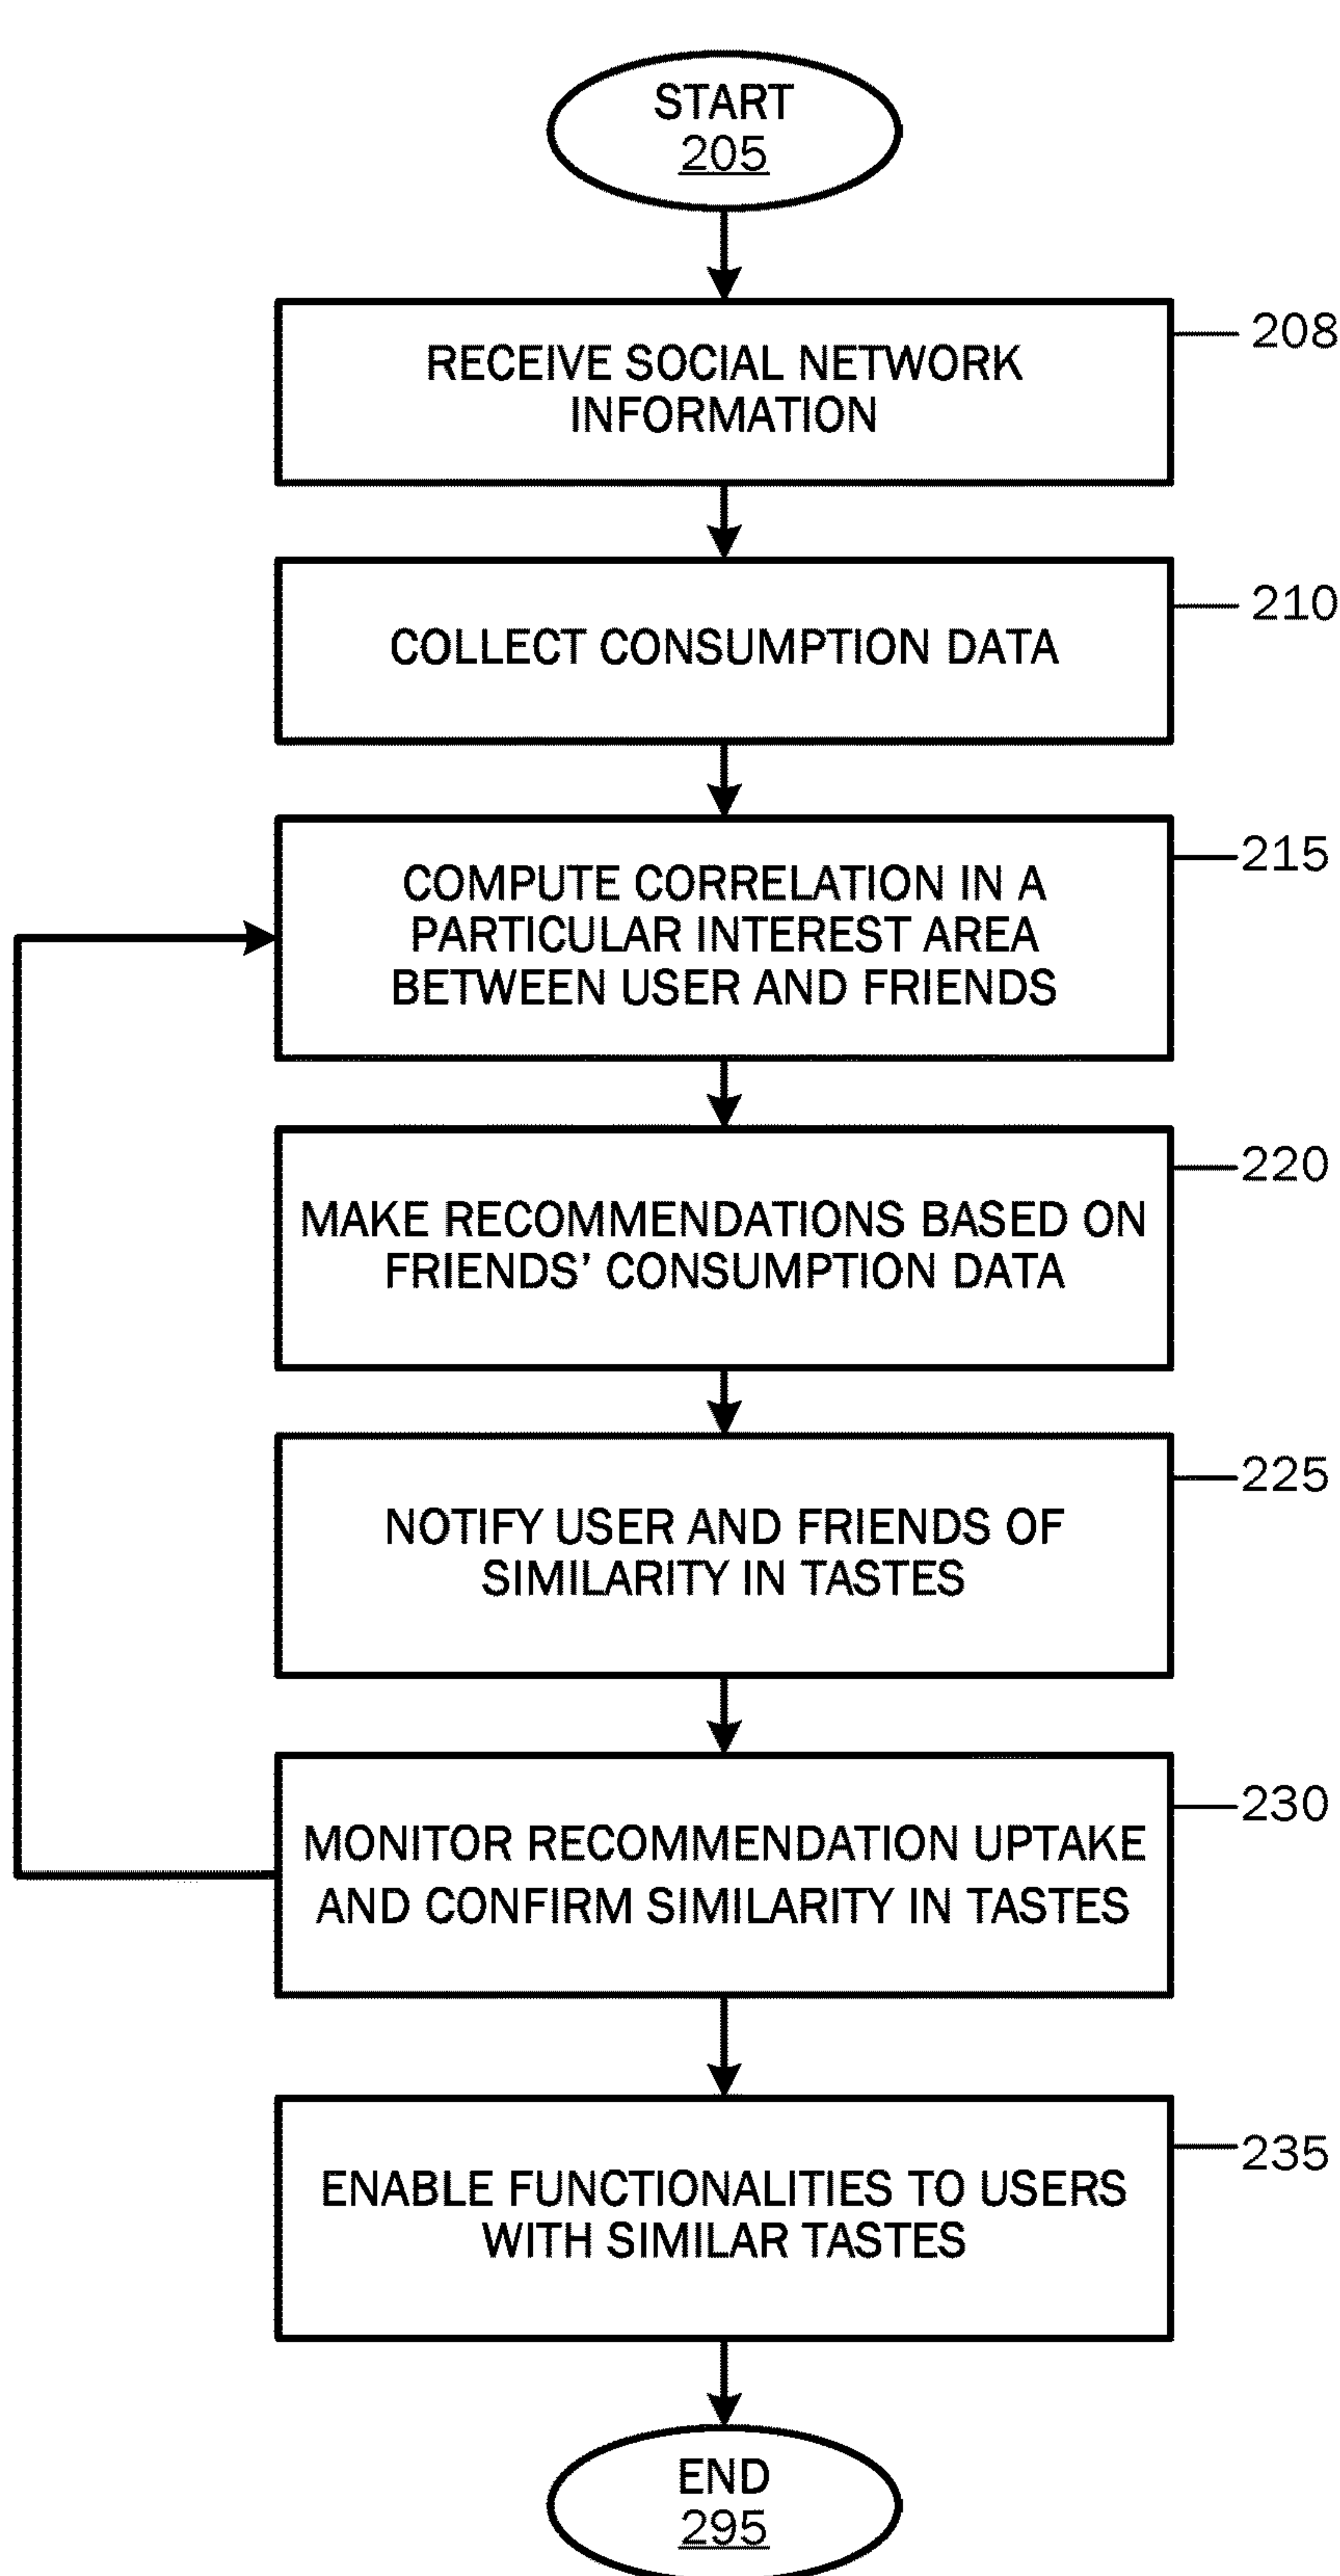 START
205
RECEIVE SOCIAL NETWORK
INFORMATION
208
COLLECT CONSUMPTION DATA
210
COMPUTE CORRELATION IN A
PARTICULAR INTEREST AREA
BETWEEN USER AND FRIENDS
215
MAKE RECOMMENDATIONS BASED ON
FRIENDS’ CONSUMPTION DATA
220
NOTIFY USER AND FRIENDS OF
SIMILARITY IN TASTES
225
MONITOR RECOMMENDATION UPTAKE
AND CONFIRM SIMILARITY IN TASTES
230
ENABLE FUNCTIONALITIES TO USERS
WITH SIMILAR TASTES
235
END
295